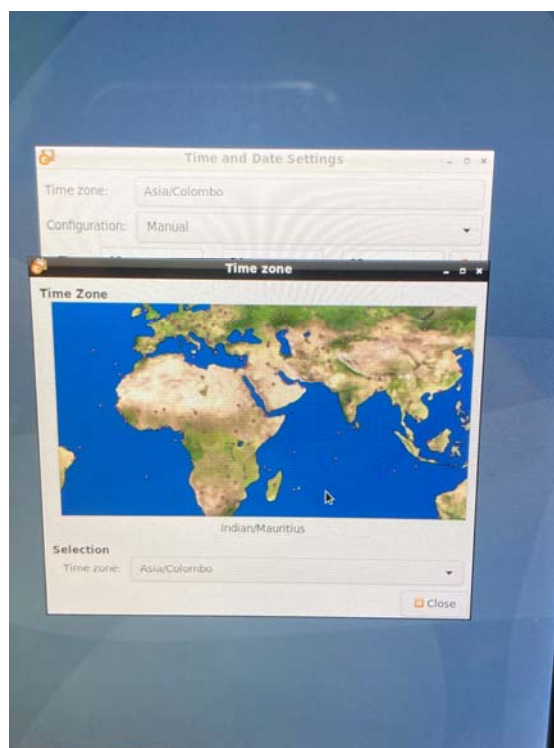 Time and Date Settings
Time zone: Asia/Colombo
Configuration: Manual
Time zone
Time Zone
Indian/Mauritius
Selection
Time zone: Asia/Colombo
Close